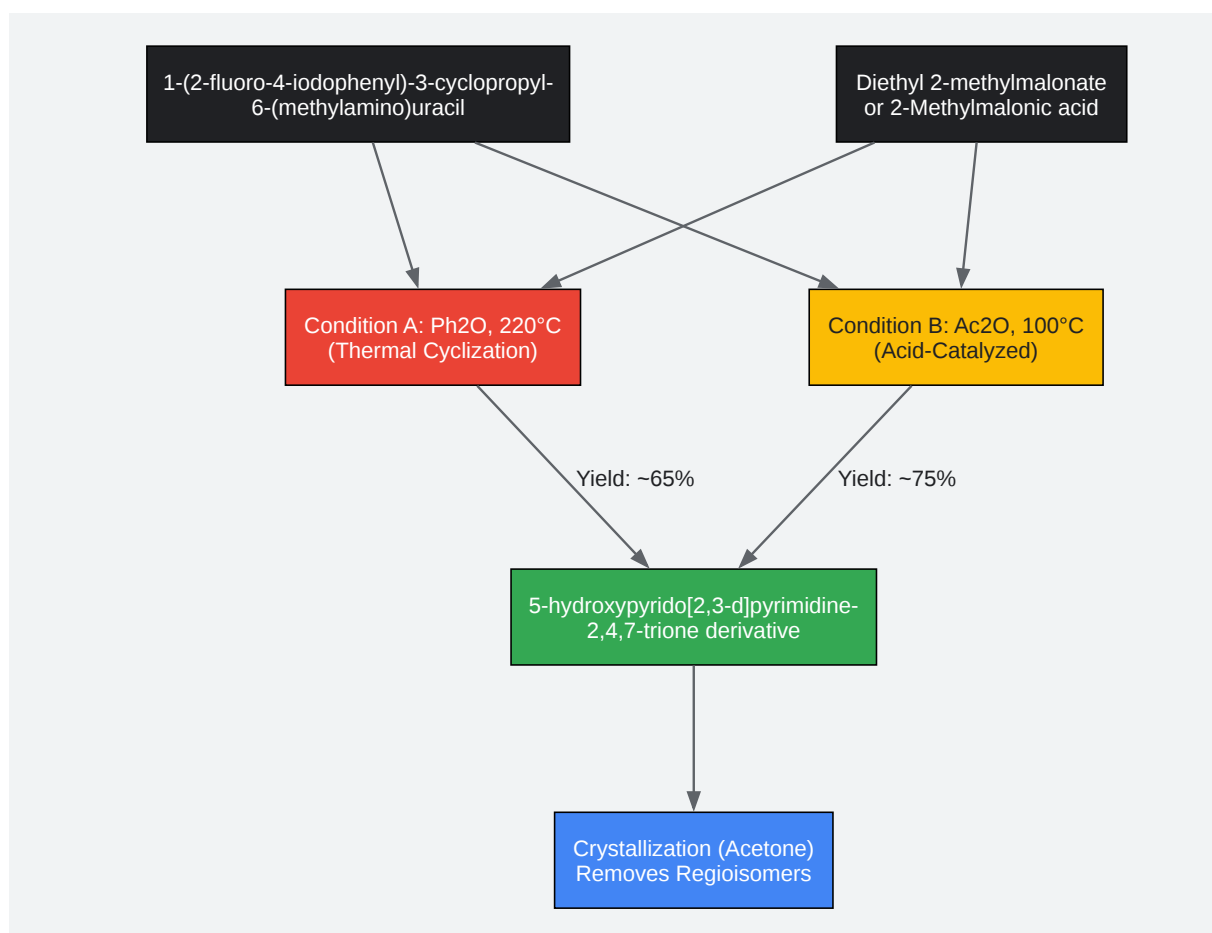 1-(2-fluoro-4-iodophenyl)-3-cyclopropyl-
6-(methylamino)uracil
Diethyl 2-methylmalonate
or 2-Methylmalonic acid
Condition A: Ph2O, 220°C
(Thermal Cyclization)
Condition B: Ac2O, 100°C
(Acid-Catalyzed)
Yield: ~65%
Yield: ~75%
5-hydroxypyrido[2,3-d]pyrimidine-
2,4,7-trione derivative
Crystallization (Acetone)
Removes Regioisomers